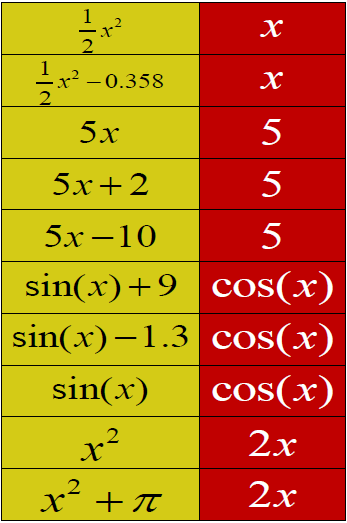 ½x² x
½x² − 0.358 x
5x 5
5x + 2 5
5x − 10 5
sin(x) + 9 cos(x)
sin(x) − 1.3 cos(x)
sin(x) cos(x)
x² 2x
x² + π 2x